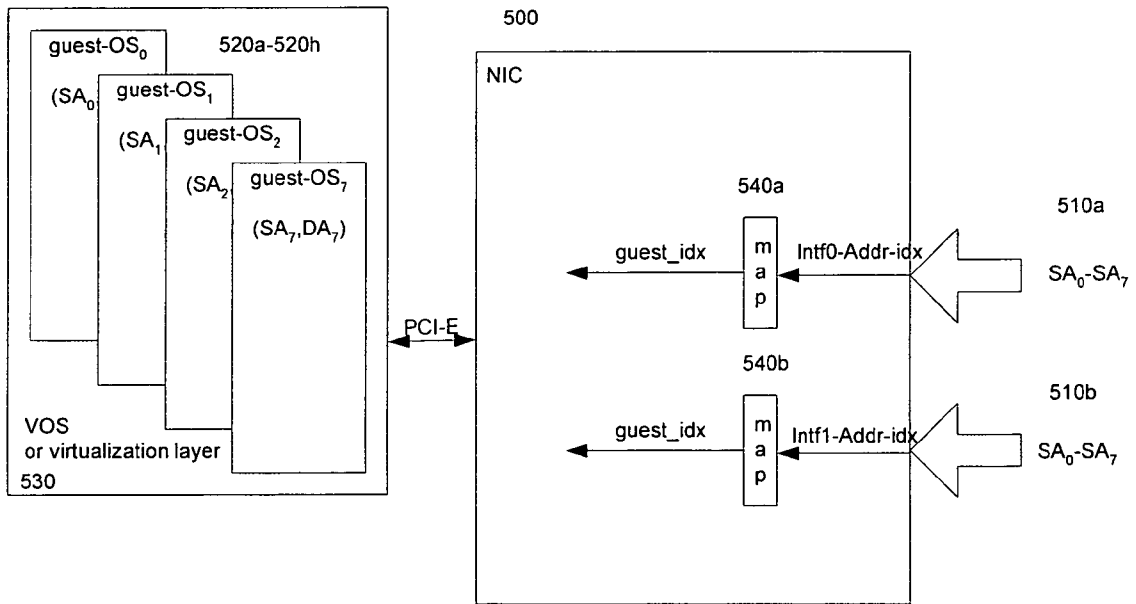 500
guest-OS₀
520a-520h
(SA₀
guest-OS₁
(SA₁
guest-OS₂
(SA₂
guest-OS₇
(SA₇,DA₇)
VOS
or virtualization layer
530
PCI-E
NIC
540a
map
guest_idx
Intf0-Addr-idx
510a
SA₀-SA₇
540b
map
guest_idx
Intf1-Addr-idx
510b
SA₀-SA₇